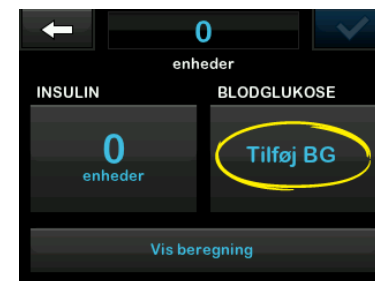 0
enheder
INSULIN
BLODGLUKOSE
0
enheder
Tilføj BG
Vis beregning